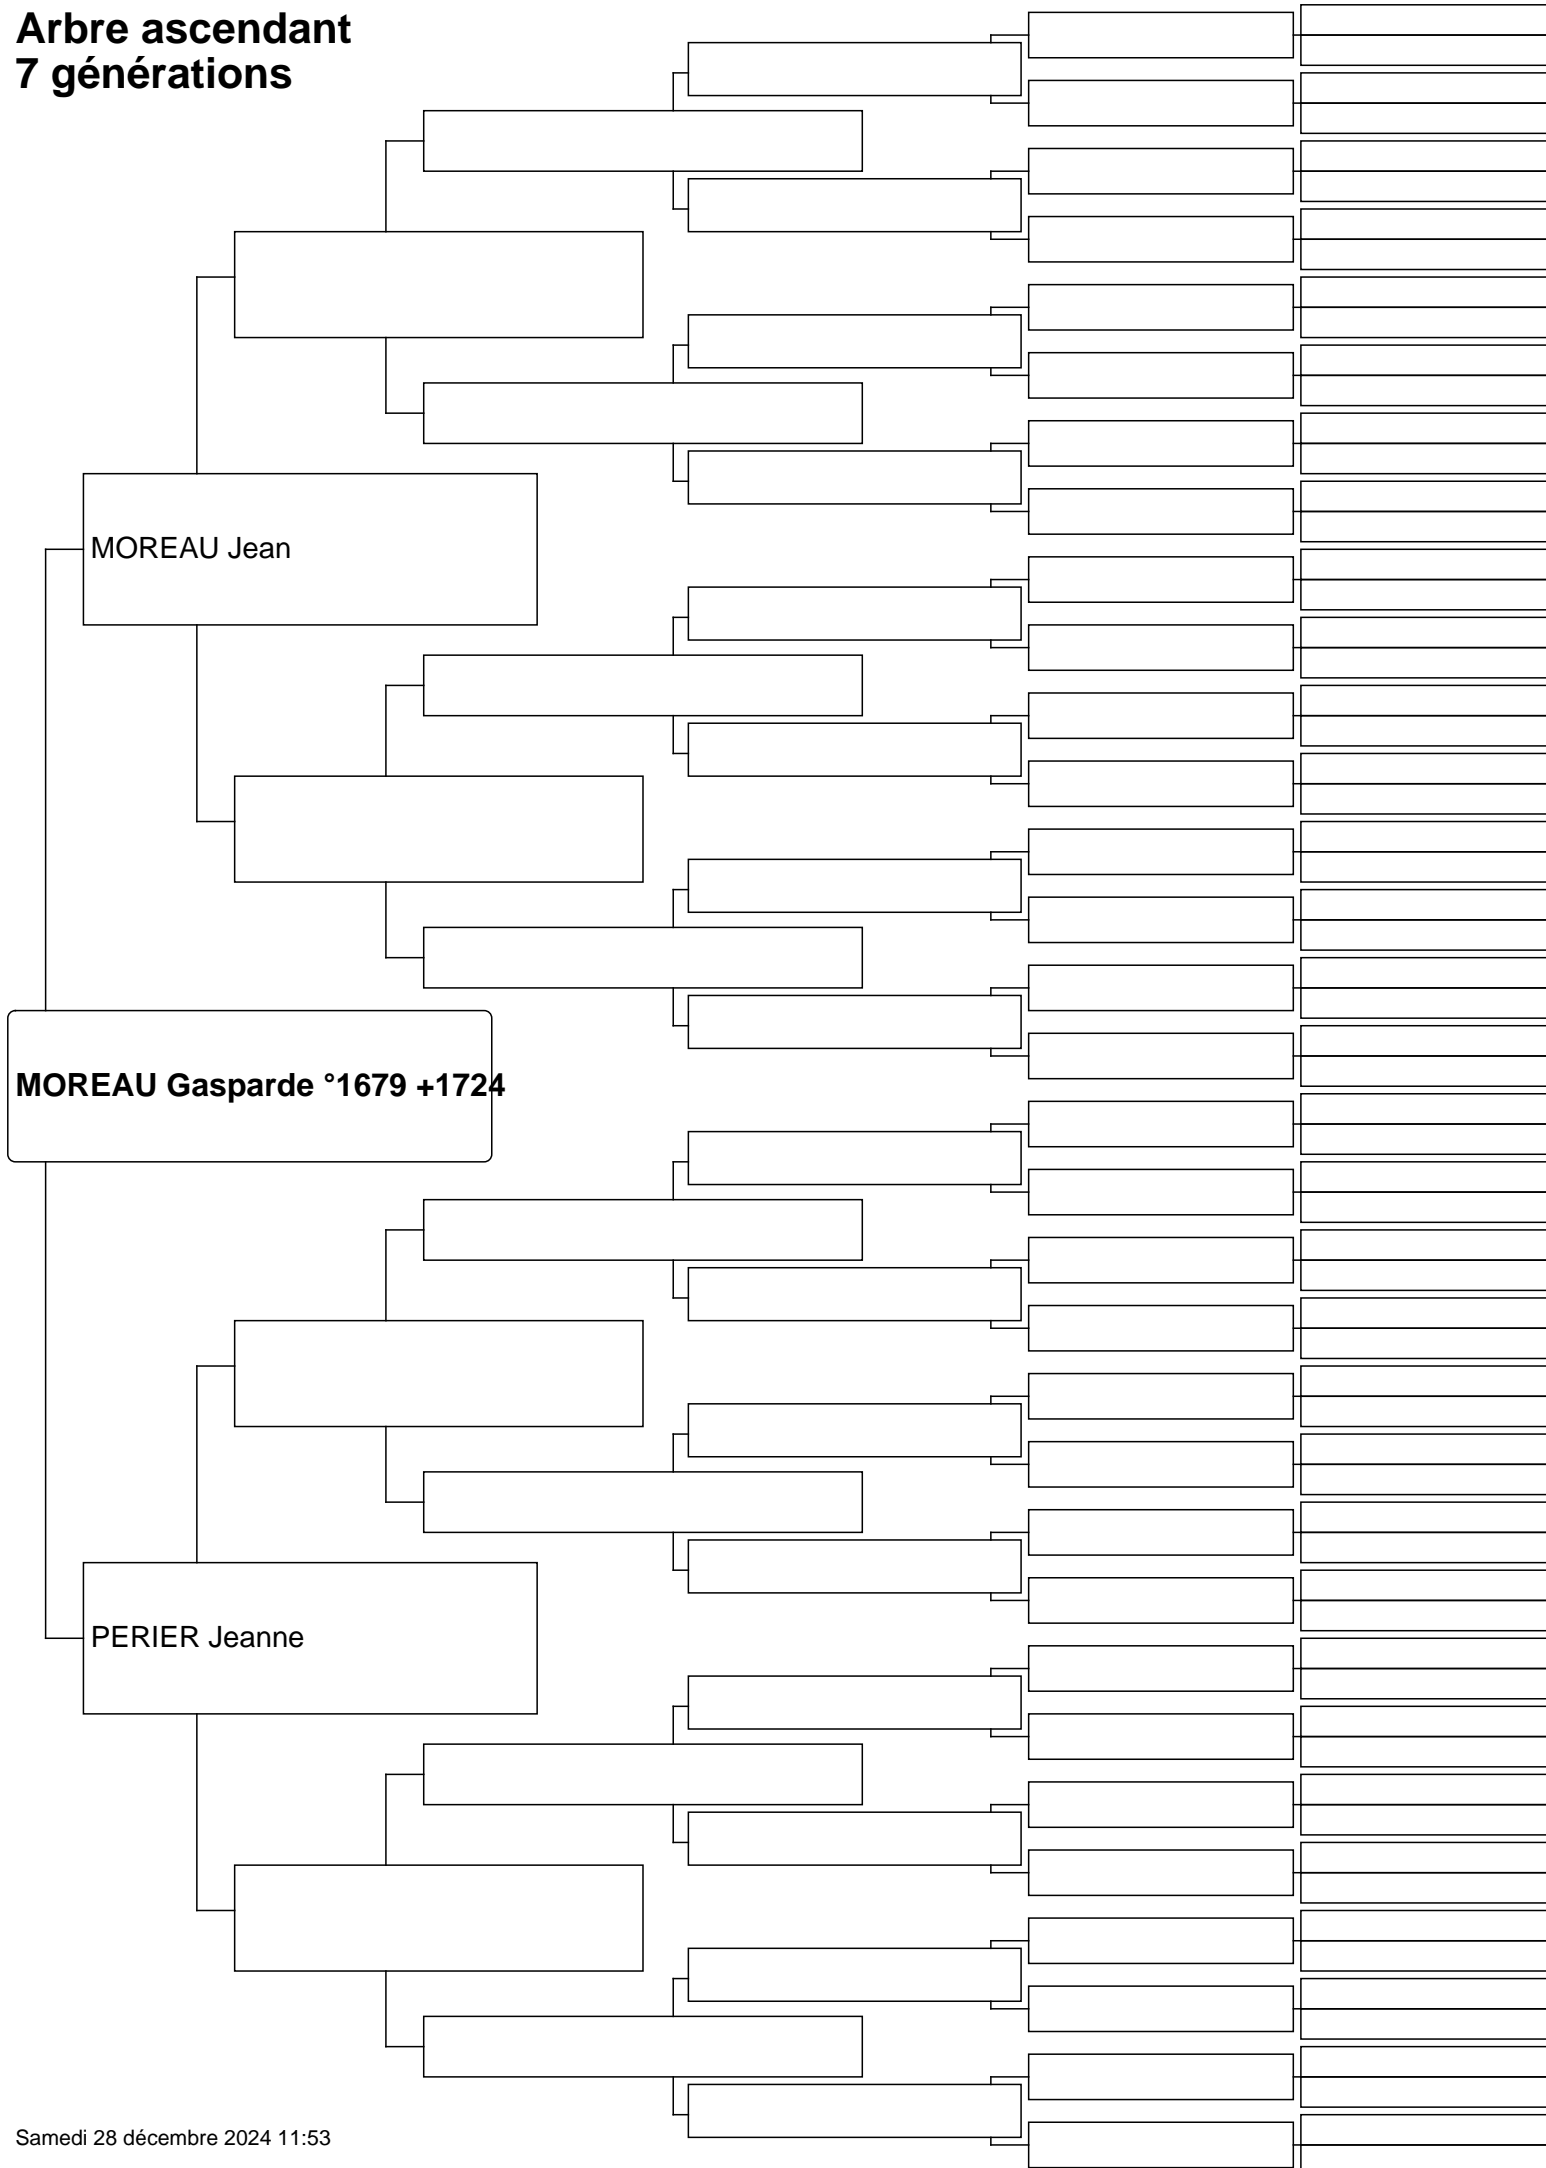 Arbre ascendant
7 générations
MOREAU Jean
MOREAU Gasparde °1679 +1724
PERIER Jeanne
Samedi 28 décembre 2024 11:53